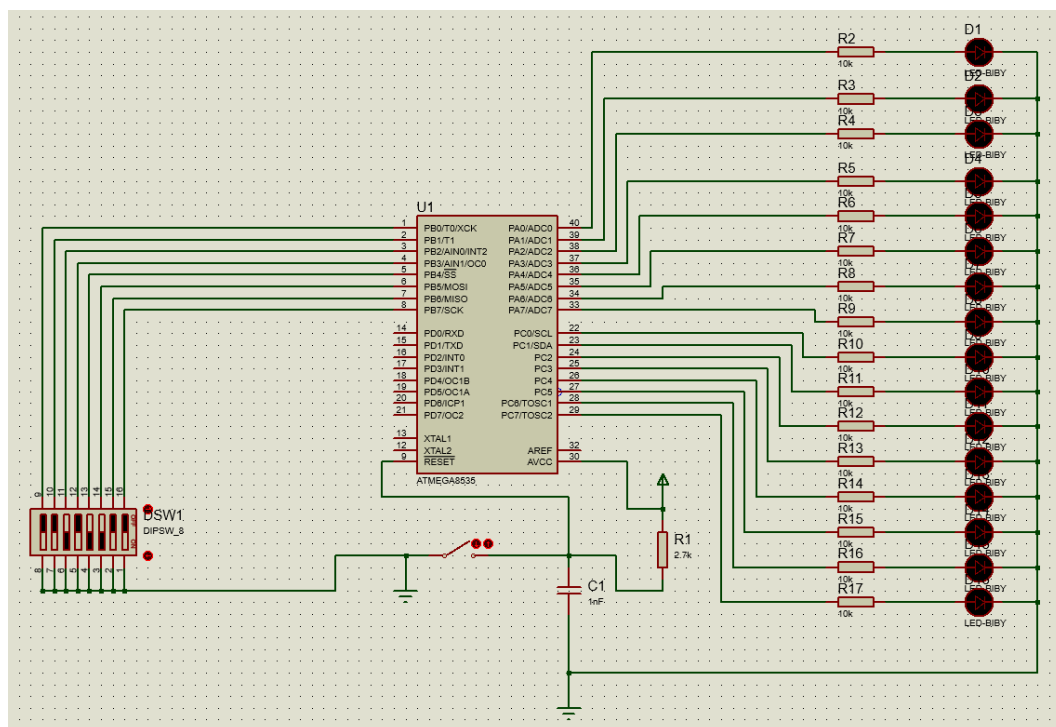 R2
10k
D1
LED-BIBY
R3
10k
D2
LED-BIBY
R4
10k
LED-BIBY
R5
10k
D4
LED-BIBY
R6
10k
LED-BIBY
R7
10k
R8
10k
R9
10k
R10
10k
R11
10k
R12
10k
R13
10k
R14
10k
R15
10k
R16
10k
R17
10k
LED-BIBY
U1
1 PB0/T0/XCK PA0/ADC0 40
2 PB1/T1 PA1/ADC1 39
3 PB2/AIN0/INT2 PA2/ADC2 38
4 PB3/AIN1/OC0 PA3/ADC3 37
5 PB4/SS PA4/ADC4 36
6 PB5/MOSI PA5/ADC5 35
7 PB6/MISO PA6/ADC6 34
8 PB7/SCK PA7/ADC7 33
14 PD0/RXD PC0/SCL 22
15 PD1/TXD PC1/SDA 23
16 PD2/INT0 PC2 24
17 PD3/INT1 PC3 25
18 PD4/OC1B PC4 26
19 PD5/OC1A PC5 27
20 PD6/ICP1 PC6/TOSC1 28
21 PD7/OC2 PC7/TOSC2 29
13 XTAL1
12 XTAL2 AREF 32
9 RESET AVCC 30
ATMEGA8535
9 10 11 12 13 14 15 16
DSW1
DIPSW_8
OFF
ON
8 7 6 5 4 3 2 1
R1
2.7k
C1
1nF